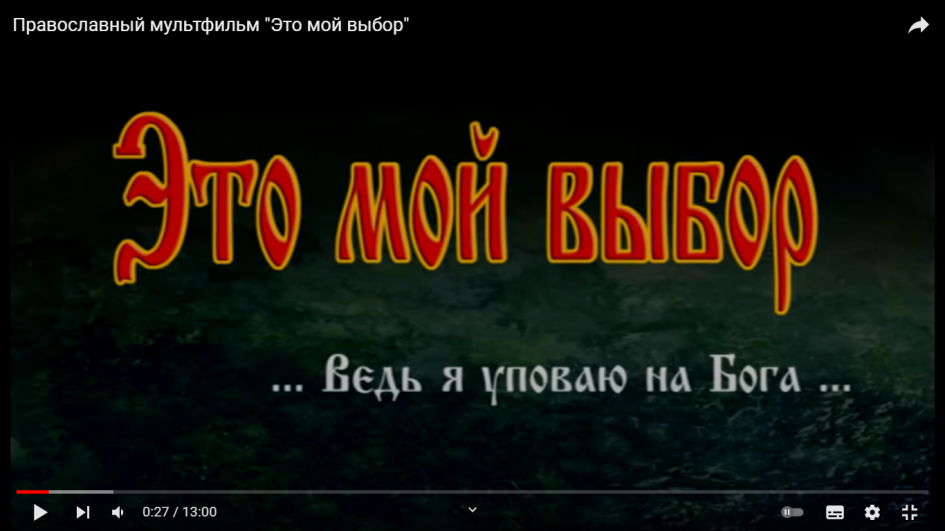 Православный мультфильм "Это мой выбор"
Это мой выбор
... Ведь я уповаю на Бога ...
0:27 / 13:00